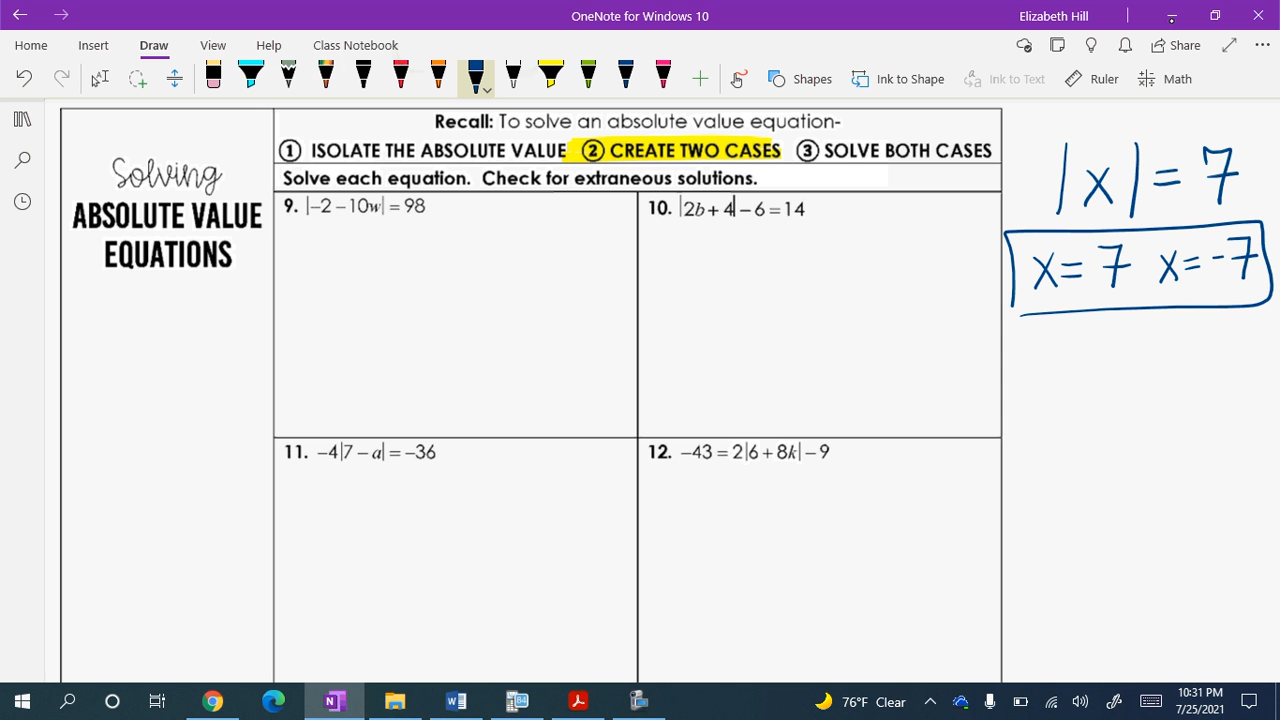 OneNote for Windows 10
Elizabeth Hill
Home Insert Draw View Help Class Notebook
Share
Shapes Ink to Shape Ink to Text Ruler Math
Recall: To solve an absolute value equation-
① ISOLATE THE ABSOLUTE VALUE ② CREATE TWO CASES ③ SOLVE BOTH CASES
Solve each equation. Check for extraneous solutions.
Solving
ABSOLUTE VALUE
EQUATIONS
9. |−2 − 10w| = 98
10. |2b + 4| − 6 = 14
11. −4|7 − a| = −36
12. −43 = 2|6 + 8k| − 9
|x| = 7
x = 7 x = -7
76°F Clear
10:31 PM
7/25/2021